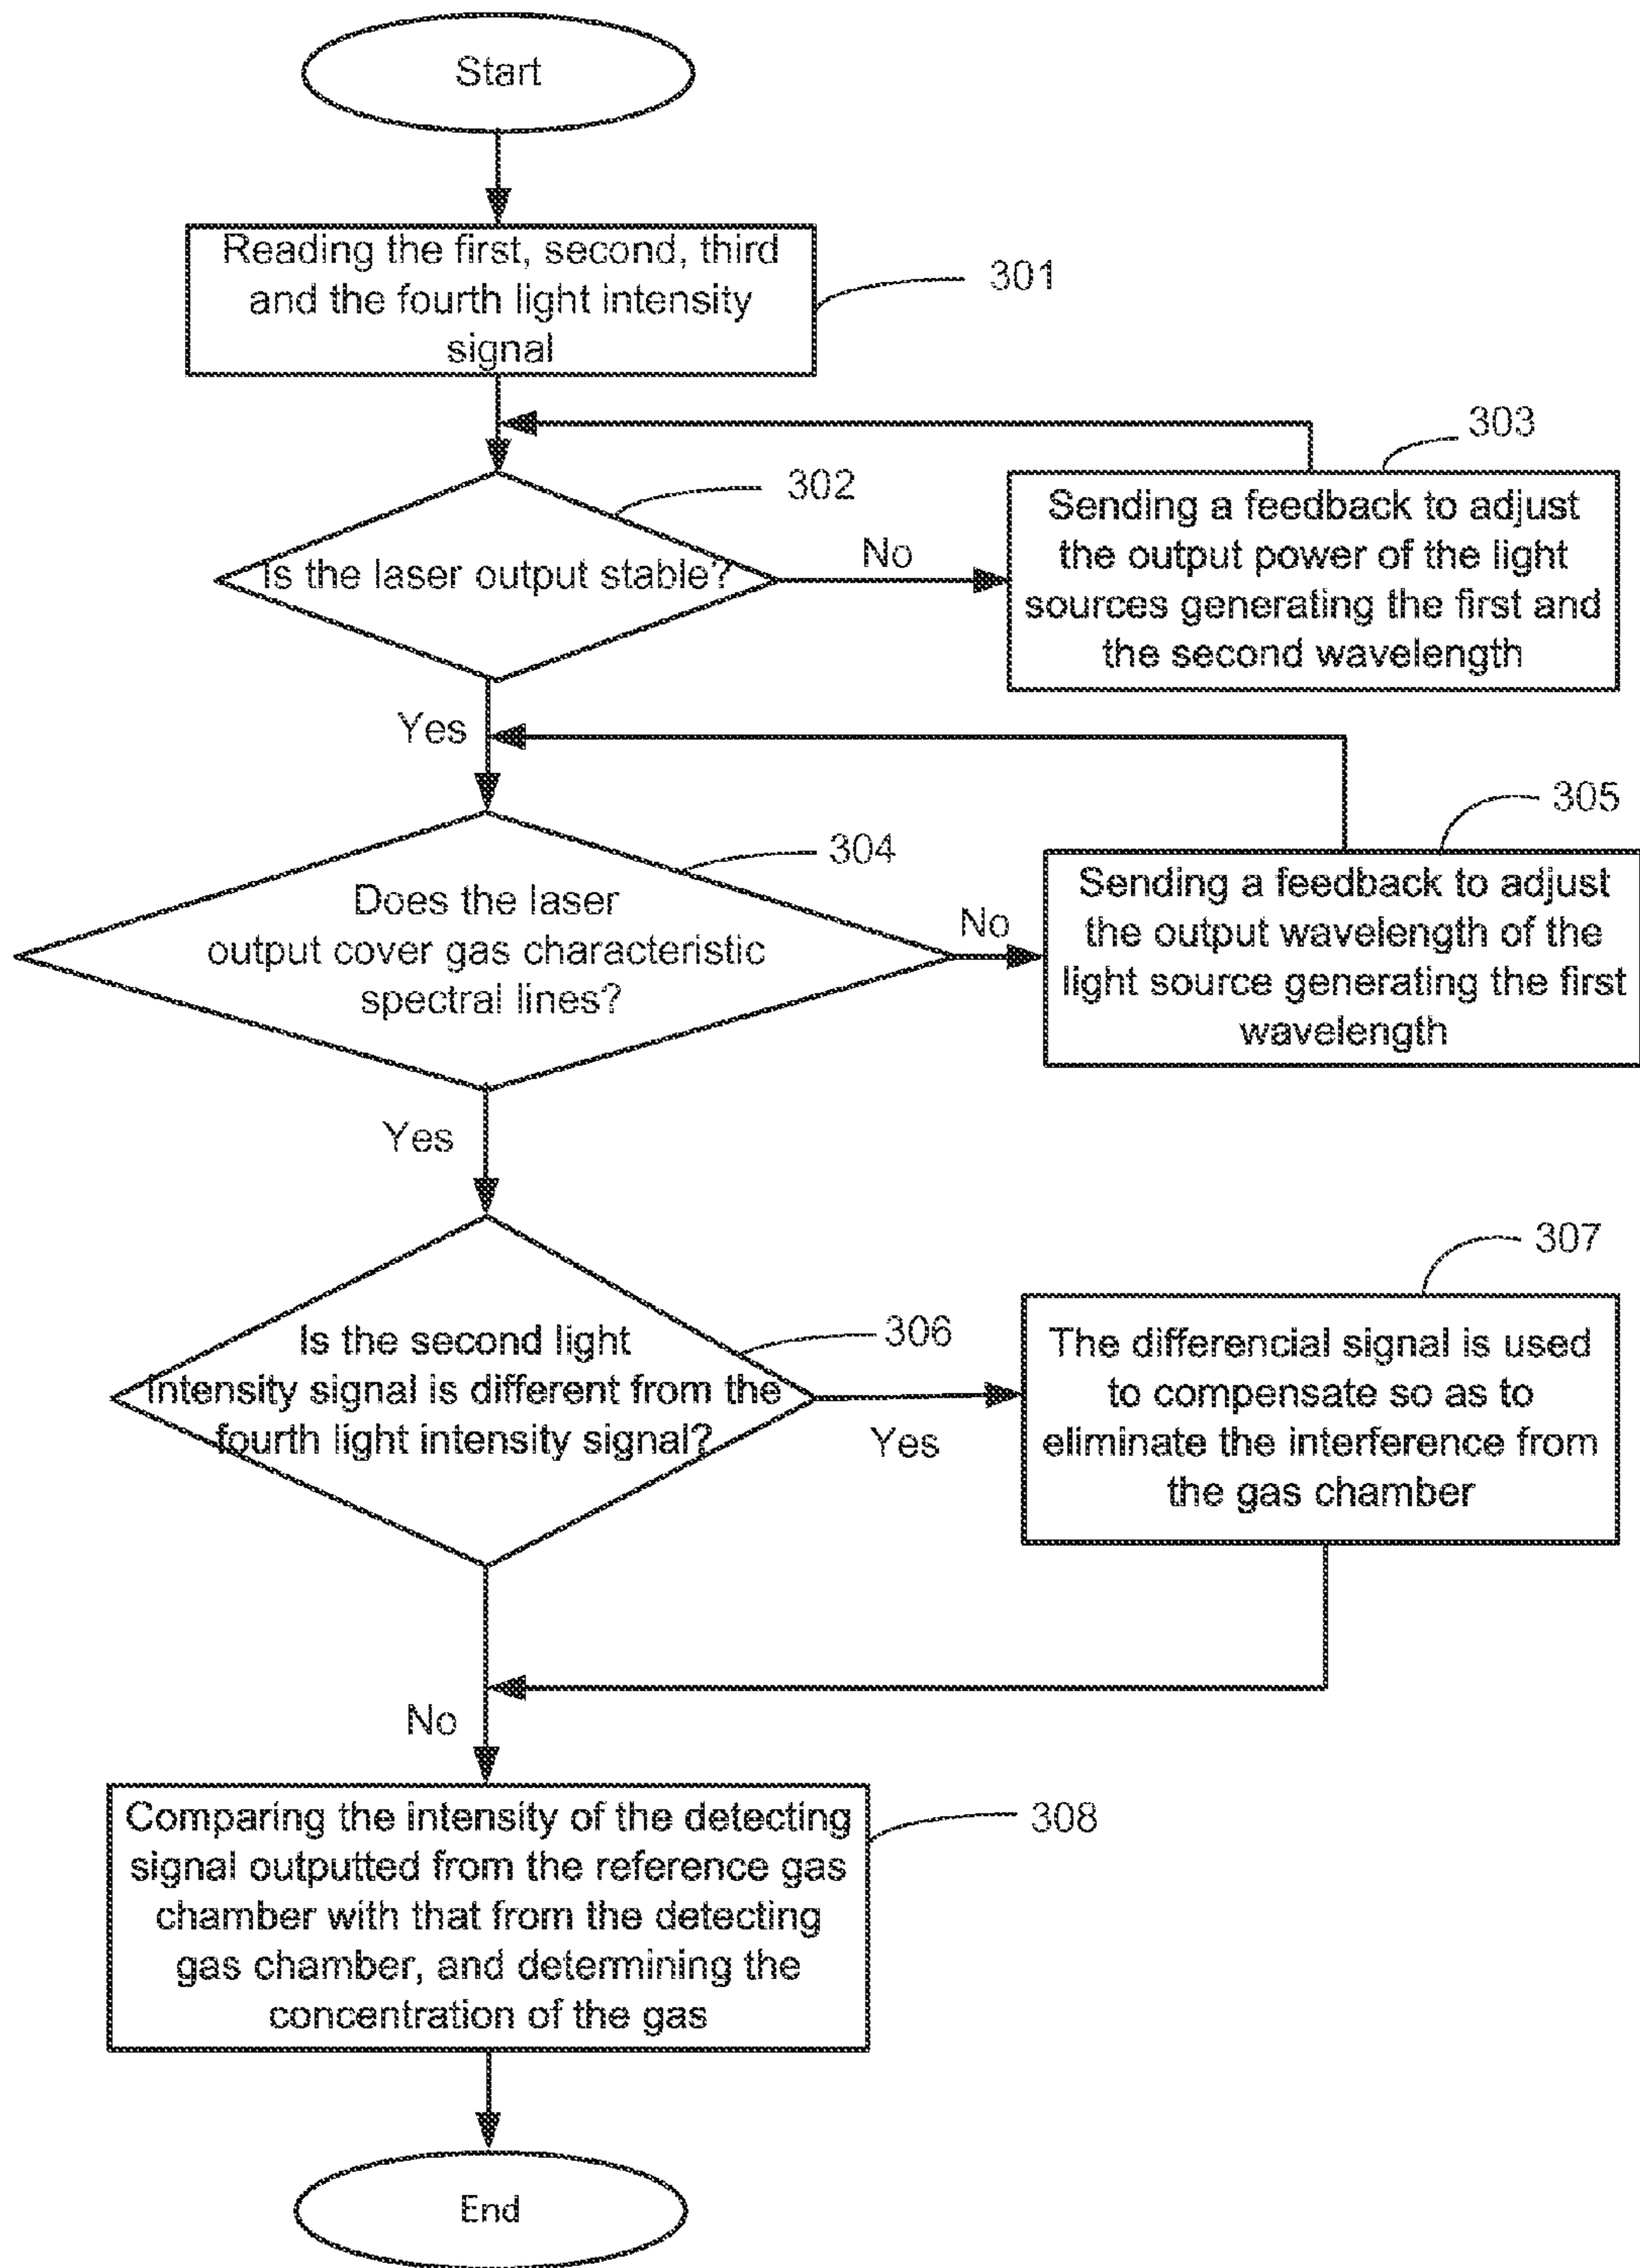 Start
Reading the first, second, third
and the fourth light intensity
signal
301
303
302
Is the laser output stable?
No
Sending a feedback to adjust
the output power of the light
sources generating the first and
the second wavelength
Yes
305
304
Does the laser
output cover gas characteristic
spectral lines?
No
Sending a feedback to adjust
the output wavelength of the
light source generating the first
wavelength
Yes
307
306
Is the second light
intensity signal is different from the
fourth light intensity signal?
Yes
The differencial signal is used
to compensate so as to
eliminate the interference from
the gas chamber
No
Comparing the intensity of the detecting
signal outputted from the reference gas
chamber with that from the detecting
gas chamber, and determining the
concentration of the gas
308
End